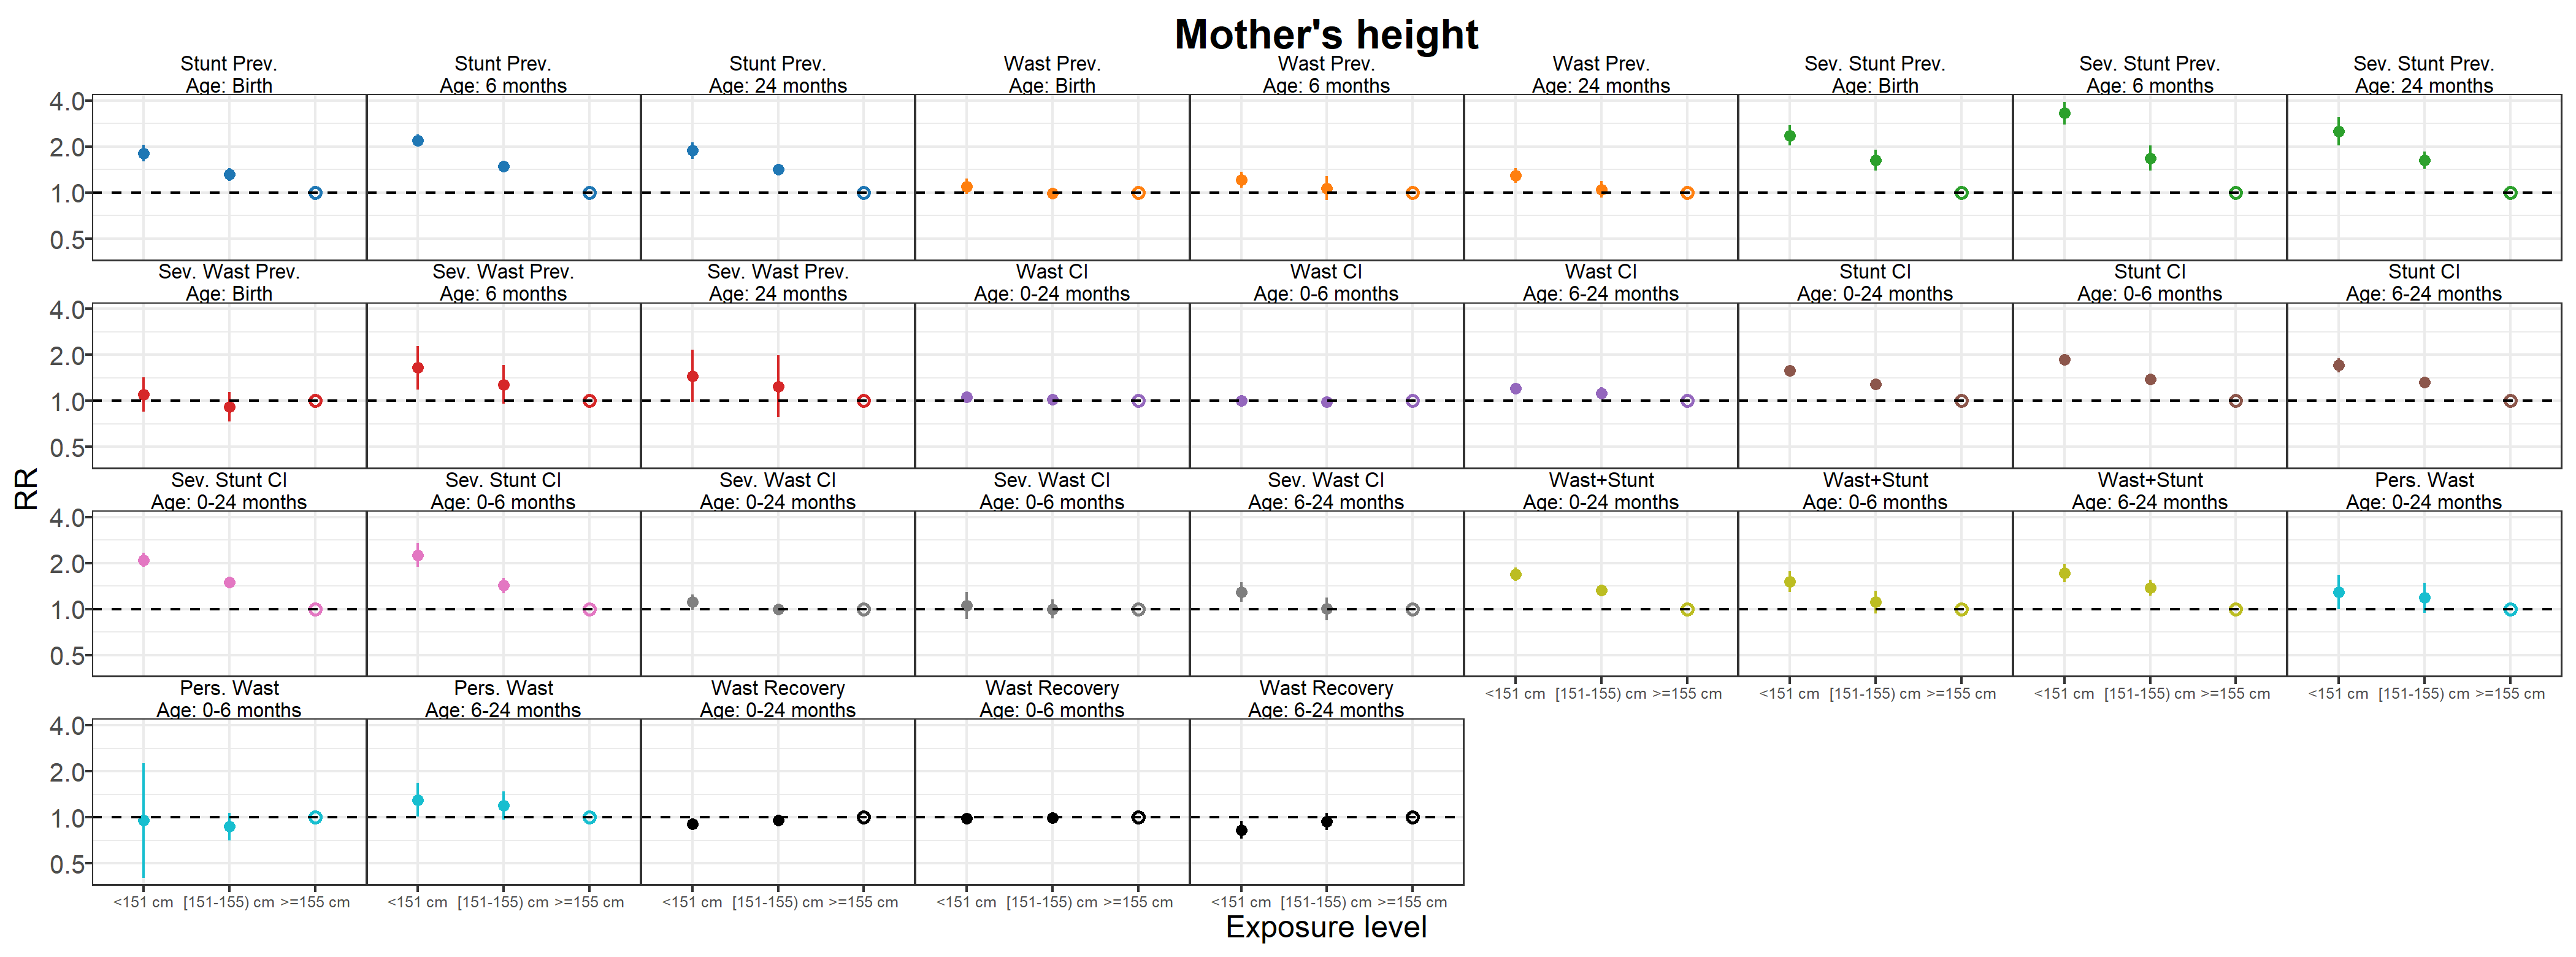 Mother's height
Stunt Prev. Stunt Prev. Stunt Prev. Wast Prev. Wast Prev. Wast Prev. Sev. Stunt Prev. Sev. Stunt Prev. Sev. Stunt Prev.
Age: Birth Age: 6 months Age: 24 months Age: Birth Age: 6 months Age: 24 months Age: Birth Age: 6 months Age: 24 months
4.0
2.0
1.0
0.5
Sev. Wast Prev. Sev. Wast Prev. Sev. Wast Prev. Wast CI Wast CI Wast CI Stunt CI Stunt CI Stunt CI
Age: Birth Age: 6 months Age: 24 months Age: 0-24 months Age: 0-6 months Age: 6-24 months Age: 0-24 months Age: 0-6 months Age: 6-24 months
4.0
2.0
1.0
0.5
RR
Sev. Stunt CI Sev. Stunt CI Sev. Wast CI Sev. Wast CI Sev. Wast CI Wast+Stunt Wast+Stunt Wast+Stunt Pers. Wast
Age: 0-24 months Age: 0-6 months Age: 0-24 months Age: 0-6 months Age: 6-24 months Age: 0-24 months Age: 0-6 months Age: 6-24 months Age: 0-24 months
4.0
2.0
1.0
0.5
<151 cm [151-155) cm >=155 cm <151 cm [151-155) cm >=155 cm <151 cm [151-155) cm >=155 cm <151 cm [151-155) cm >=155 cm
Pers. Wast Pers. Wast Wast Recovery Wast Recovery Wast Recovery
Age: 0-6 months Age: 6-24 months Age: 0-24 months Age: 0-6 months Age: 6-24 months
4.0
2.0
1.0
0.5
<151 cm [151-155) cm >=155 cm <151 cm [151-155) cm >=155 cm <151 cm [151-155) cm >=155 cm <151 cm [151-155) cm >=155 cm <151 cm [151-155) cm >=155 cm
Exposure level